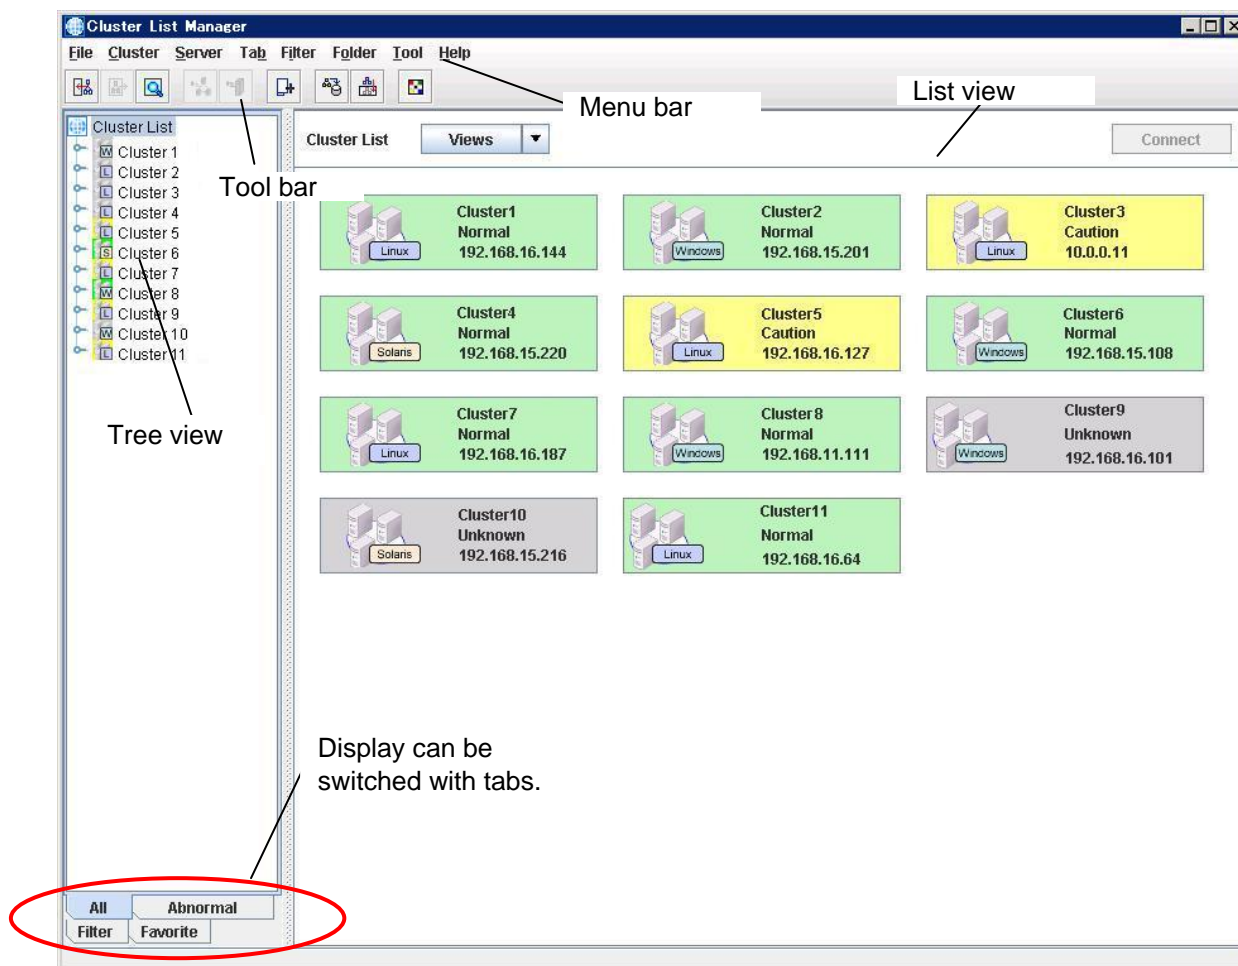 Cluster List Manager
File Cluster Server Tab Filter Folder Tool Help
Menu bar
List view
Tool bar
Cluster List
W Cluster 1
L Cluster 2
L Cluster 3
L Cluster 4
L Cluster 5
S Cluster 6
L Cluster 7
W Cluster 8
L Cluster 9
W Cluster 10
L Cluster 11
Tree view
Cluster List Views Connect
Linux
Cluster1
Normal
192.168.16.144
Windows
Cluster2
Normal
192.168.15.201
Linux
Cluster3
Caution
10.0.0.11
Solaris
Cluster4
Normal
192.168.15.220
Linux
Cluster5
Caution
192.168.16.127
Windows
Cluster6
Normal
192.168.15.108
Linux
Cluster7
Normal
192.168.16.187
Windows
Cluster8
Normal
192.168.11.111
Windows
Cluster9
Unknown
192.168.16.101
Solaris
Cluster10
Unknown
192.168.15.216
Linux
Cluster11
Normal
192.168.16.64
Display can be
switched with tabs.
All Abnormal
Filter Favorite